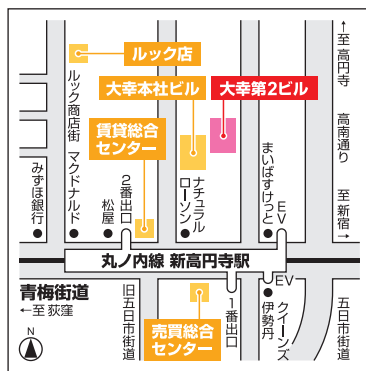 ルック店
大幸本社ビル
大幸第2ビル
賃貸総合
センター
←至高円寺
高南通り
至新宿→
ルック商店街
みずほ銀行
マクドナルド
松屋
2番出口
ナチュラル
ローソン
まいばすけっと
EV
丸ノ内線 新高円寺駅
青梅街道
←至 荻窪
N
旧五日市街道
売買総合
センター
1番出口
EV
クイーンズ
伊勢丹
五日市街道